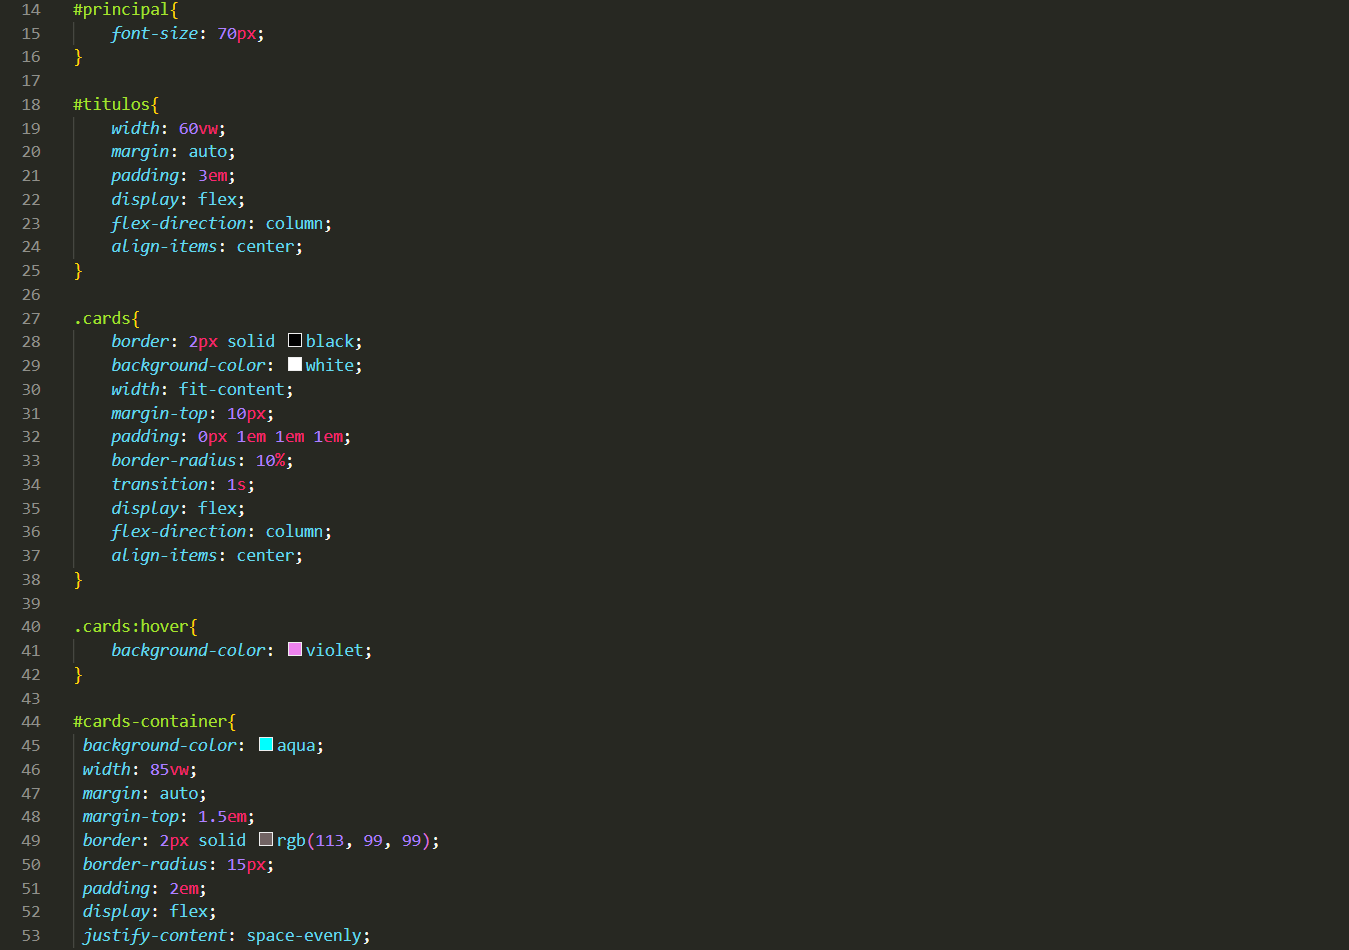 14 #principal{
15 font-size: 70px;
16 }
17
18 #titulos{
19 width: 60vw;
20 margin: auto;
21 padding: 3em;
22 display: flex;
23 flex-direction: column;
24 align-items: center;
25 }
26
27 .cards{
28 border: 2px solid black;
29 background-color: white;
30 width: fit-content;
31 margin-top: 10px;
32 padding: 0px 1em 1em 1em;
33 border-radius: 10%;
34 transition: 1s;
35 display: flex;
36 flex-direction: column;
37 align-items: center;
38 }
39
40 .cards:hover{
41 background-color: violet;
42 }
43
44 #cards-container{
45 background-color: aqua;
46 width: 85vw;
47 margin: auto;
48 margin-top: 1.5em;
49 border: 2px solid rgb(113, 99, 99);
50 border-radius: 15px;
51 padding: 2em;
52 display: flex;
53 justify-content: space-evenly;